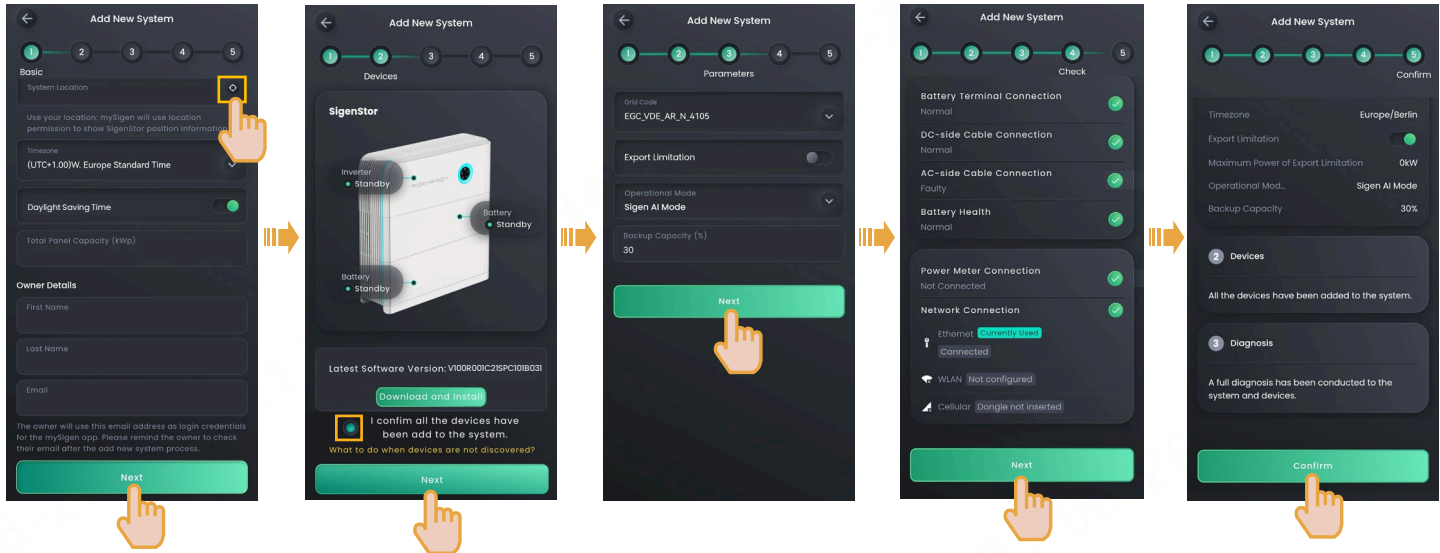 Add New System
1
2
3
4
5
Basic
System Location
Use your location: mySigen will use location
permission to show SigenStor position information
Timezone
(UTC+1.00)W. Europe Standard Time
Daylight Saving Time
Total Panel Capacity (kWp)
Owner Details
First Name
Last Name
Email
The owner will use this email address as login credentials
for the mySigen app. Please remind the owner to check
their email after the add new system process.
Next
Add New System
1
2
3
4
5
Devices
SigenStor
Inverter
Standby
Battery
Standby
Battery
Standby
Latest Software Version: V100R001C21SPC101B031
Download and Install
I confim all the devices have
been add to the system.
What to do when devices are not discovered?
Next
Add New System
1
2
3
4
5
Parameters
Grid Code
EGC_VDE_AR_N_4105
Export Limitation
Operational Mode
Sigen AI Mode
Backup Capacity (%)
30
Next
Add New System
1
2
3
4
5
Check
Battery Terminal Connection
Normal
DC-side Cable Connection
Normal
AC-side Cable Connection
Faulty
Battery Health
Normal
Power Meter Connection
Not Connected
Network Connection
Ethernet Currently Used
Connected
WLAN Not configured
Cellular Dongle not inserted
Next
Add New System
1
2
3
4
5
Confirm
Timezone Europe/Berlin
Export Limitation
Maximum Power of Export Limitation 0kW
Operational Mod... Sigen AI Mode
Backup Capacity 30%
2 Devices
All the devices have been added to the system.
3 Diagnosis
A full diagnosis has been conducted to the
system and devices.
Confirm